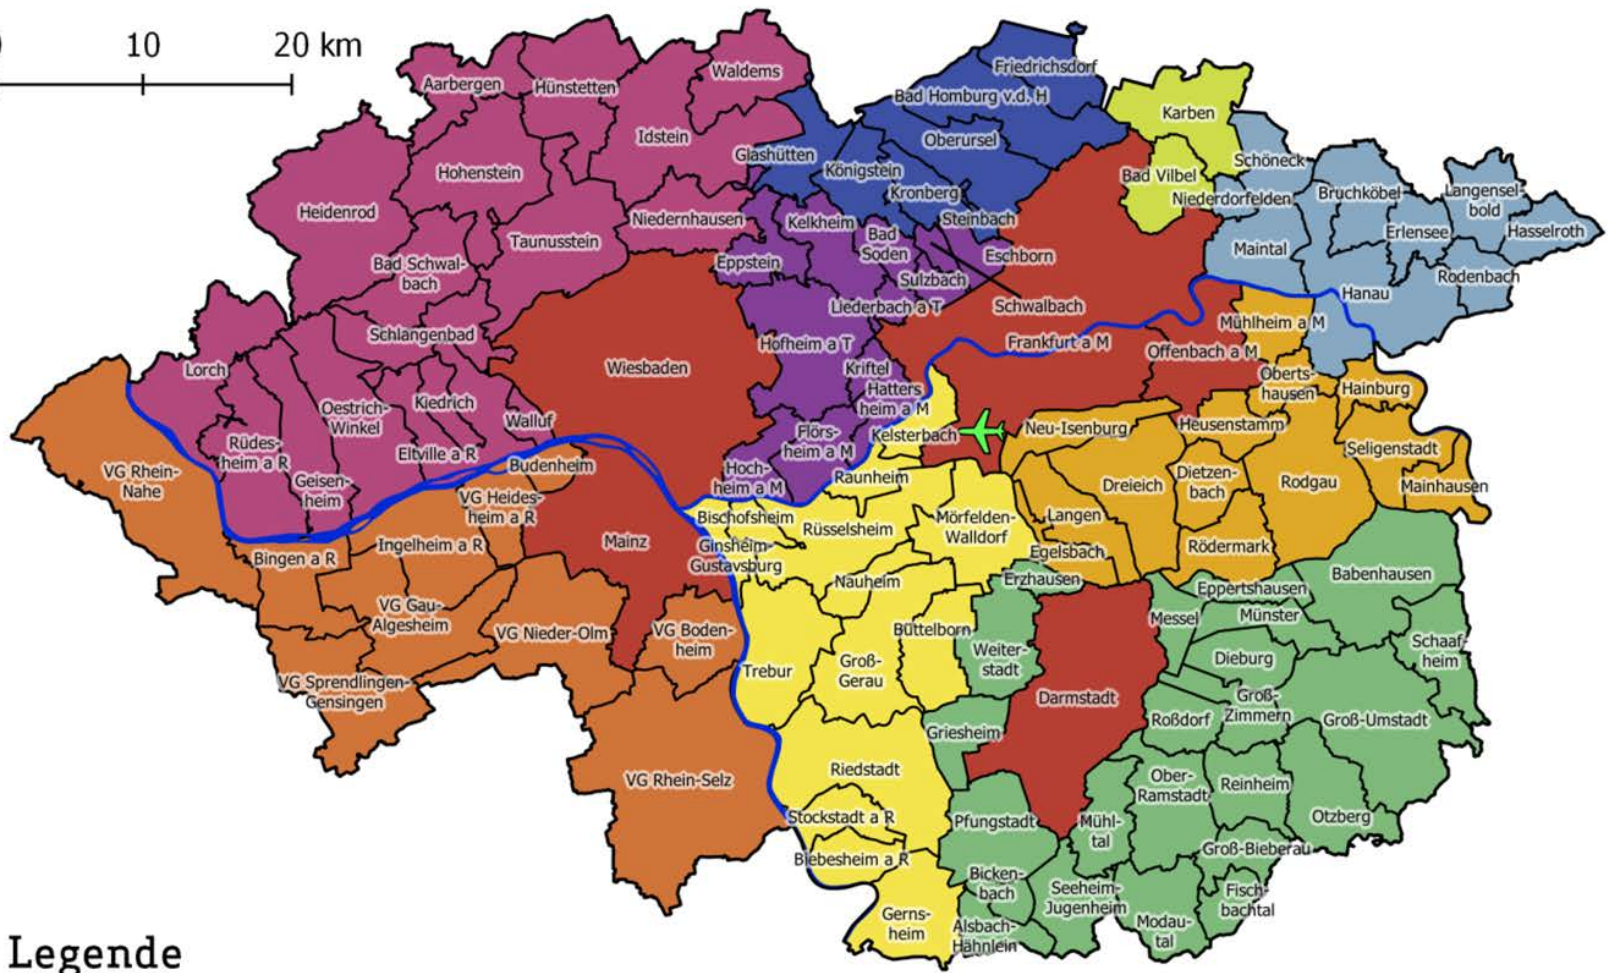 10
20 km
Aarbergen
Hünstetten
Waldems
Idstein
Hohenstein
Heidenrod
Taunusstein
Niedernhausen
Bad Schwal-
bach
Schlangenbad
Lorch
Rüdes-
heim a R
Geisen-
heim
Oestrich-
Winkel
Kiedrich
Eltville a R
Walluf
Friedrichsdorf
Bad Homburg v.d. H
Oberursel
Glashütten
Königstein
Kronberg
Steinbach
Kelkheim
Bad
Soden
Eppstein
Sulzbach
Eschborn
Schwalbach
Liederbach a T
Hofheim a T
Kriftel
Hatters
heim a M
Flörs-
heim a M
Hoch-
heim a M
Karben
Bad Vilbel
Schöneck
Niederdorfelden
Bruchköbel
Langensel-
bold
Hasselroth
Erlensee
Maintal
Rodenbach
Hanau
Wiesbaden
Frankfurt a M
Offenbach a M
Mainz
Darmstadt
Mühlheim a M
Oberts-
hausen
Hainburg
Neu-Isenburg
Heusenstamm
Seligenstadt
Mainhausen
Dreieich
Dietzen-
bach
Rodgau
Langen
Rödermark
Egelsbach
Kelsterbach
Raunheim
Rüsselsheim
Mörfelden-
Walldorf
Bischofsheim
Ginsheim-
Gustavsburg
Nauheim
Büttelborn
Trebur
Groß-
Gerau
Riedstadt
Stockstadt a R
Biebesheim a R
Gerns-
heim
VG Rhein-
Nahe
Budenheim
VG Heides-
heim a R
Bingen a R
Ingelheim a R
VG Gau-
Algesheim
VG Nieder-Olm
VG Boden-
heim
VG Sprendlingen-
Gensingen
VG Rhein-Selz
Erzhausen
Weiter-
stadt
Griesheim
Messel
Eppertshausen
Münster
Babenhausen
Schaaf-
heim
Dieburg
Groß-
Zimmern
Roßdorf
Groß-Umstadt
Ober-
Ramstadt
Reinheim
Otzberg
Pfungstadt
Mühl-
tal
Groß-Bieberau
Bicken-
bach
Seeheim-
Jugenheim
Fisch-
bachtal
Modau-
tal
Alsbach-
Hähnlein
Legende